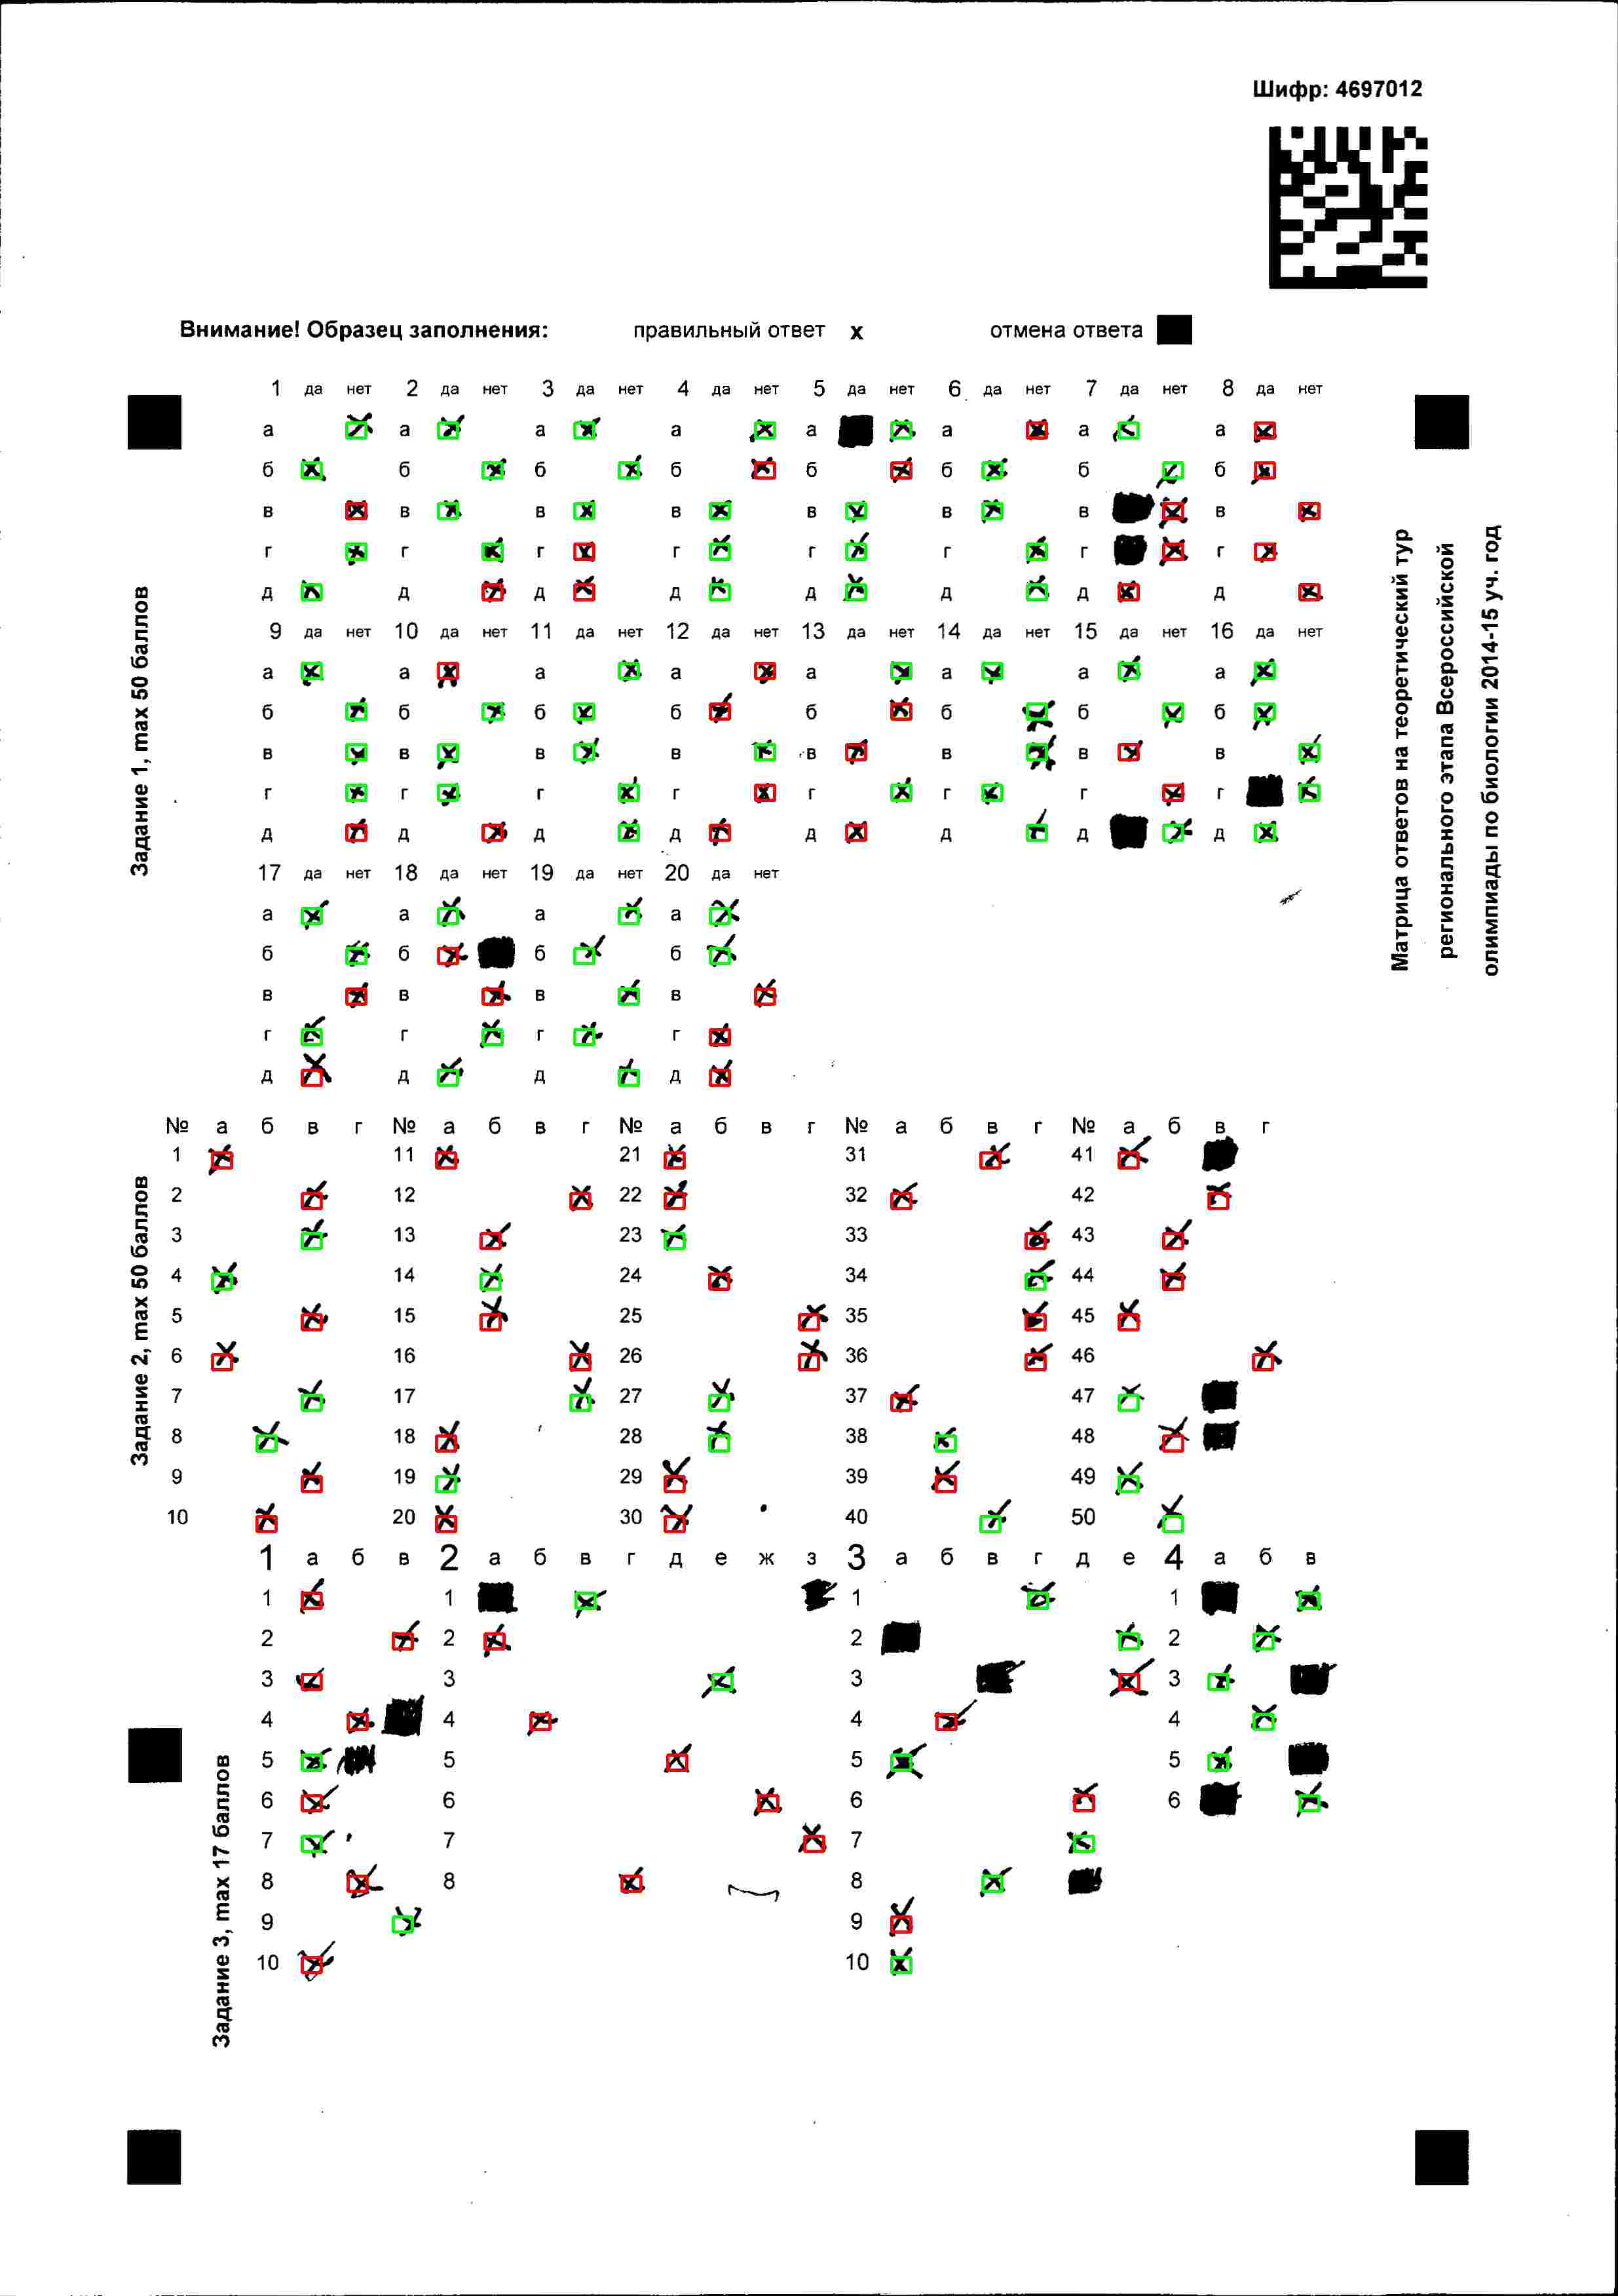 Шифр: 4697012
Внимание! Образец заполнения: правильный ответ x отмена ответа
1 да нет 2 да нет 3 да нет 4 да нет 5 да нет 6 да нет 7 да нет 8 да нет
а а а а а а а а
б б б б б б б б
в в в в в в в в
г г г г г г г г
д д д д д д д д
9 да нет 10 да нет 11 да нет 12 да нет 13 да нет 14 да нет 15 да нет 16 да нет
а а а а а а а а
б б б б б б б б
в в в в в в в в
г г г г г г г г
д д д д д д д д
17 да нет 18 да нет 19 да нет 20 да нет
а а а а
б б б б
в в в в
г г г г
д д д д
Задание 1, max 50 баллов
№ а б в г № а б в г № а б в г № а б в г № а б в г
1 11 21 31 41
2 12 22 32 42
3 13 23 33 43
4 14 24 34 44
5 15 25 35 45
6 16 26 36 46
7 17 27 37 47
8 18 28 38 48
9 19 29 39 49
10 20 30 40 50
Задание 2, max 50 баллов
1 а б в 2 а б в г д е ж з 3 а б в г д е 4 а б в
1 1 1 1
2 2 2 2
3 3 3 3
4 4 4 4
5 5 5 5
6 6 6 6
7 7 7
8 8 8
9 9
10 10
Задание 3, max 17 баллов
Матрица ответов на теоретический тур
регионального этапа Всероссийской
олимпиады по биологии 2014-15 уч. год